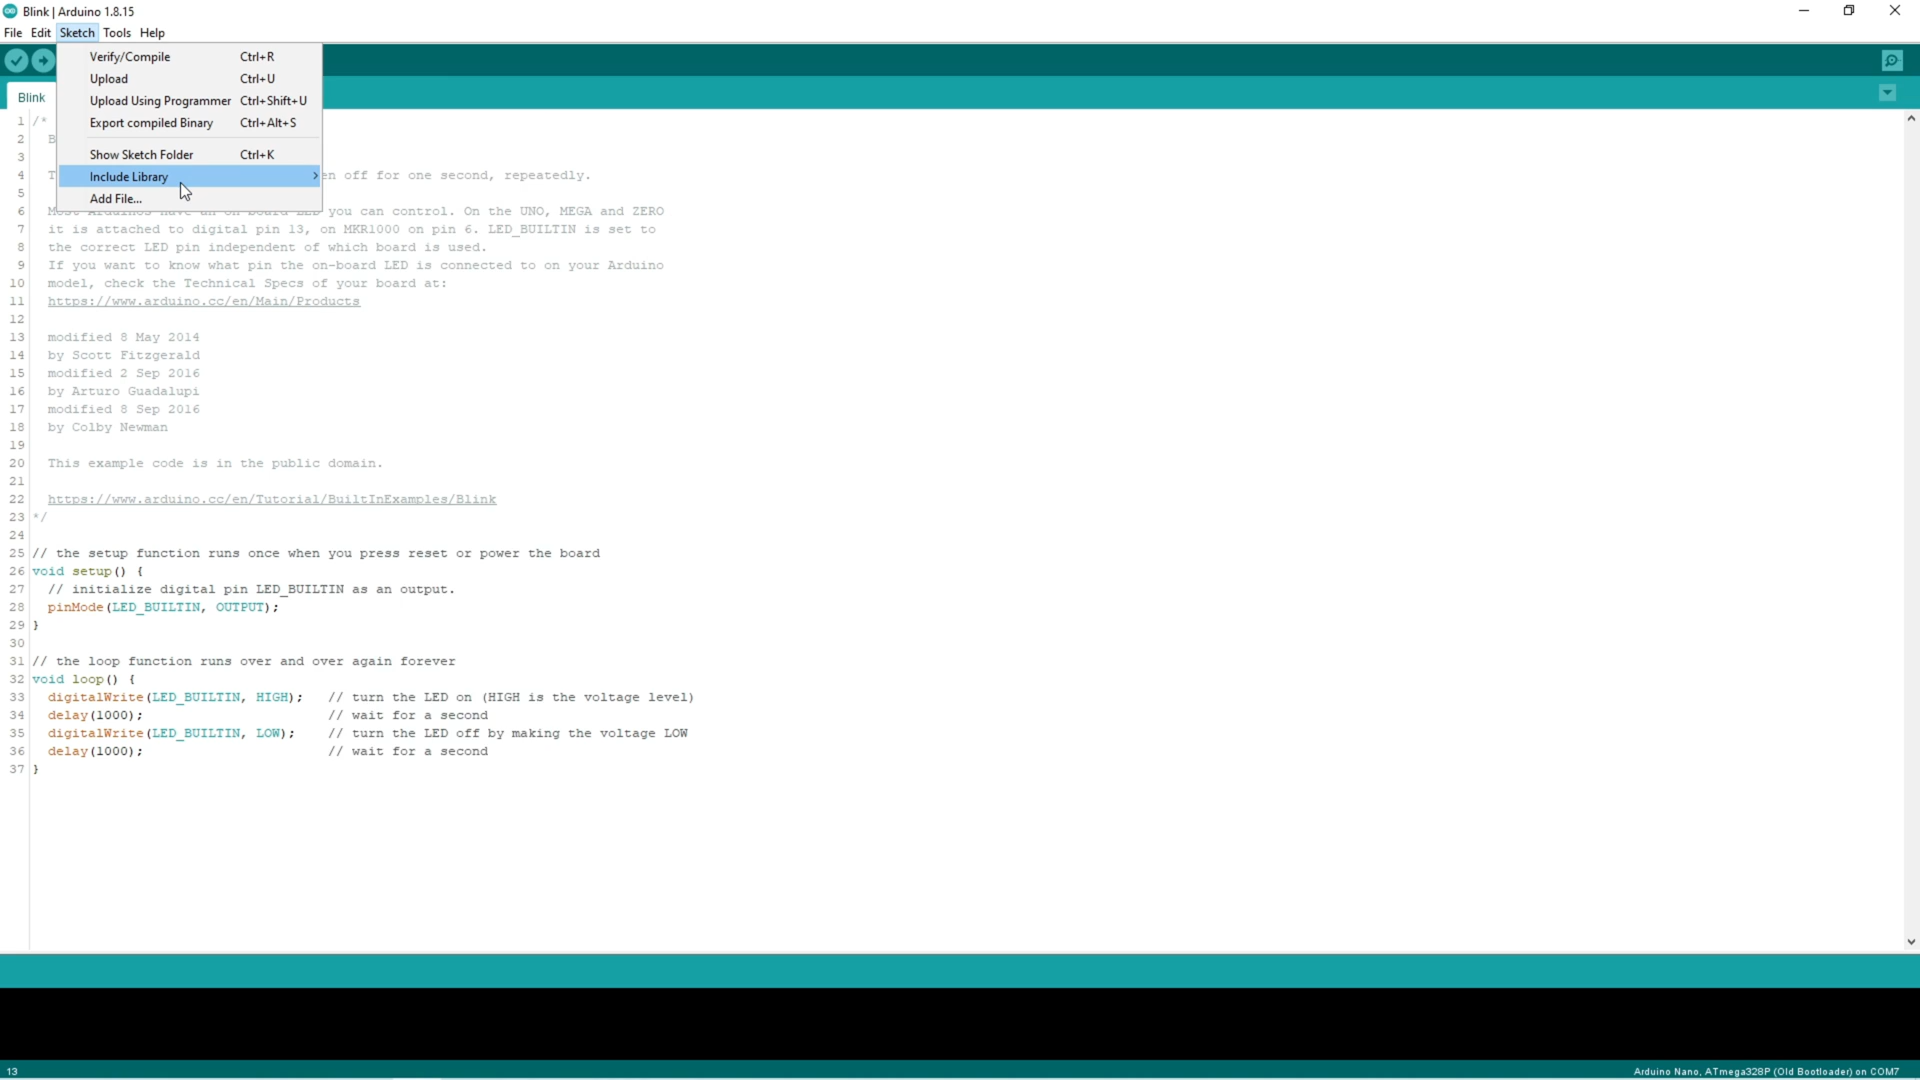 Blink | Arduino 1.8.15
File Edit Sketch Tools Help
Verify/Compile Ctrl+R
Upload Ctrl+U
Upload Using Programmer Ctrl+Shift+U
Export compiled Binary Ctrl+Alt+S
Show Sketch Folder Ctrl+K
Include Library >
Add File...
Blink
1 /*
2 B
3
4 T en off for one second, repeatedly.
5
6 Most Arduinos have an on-board LED you can control. On the UNO, MEGA and ZERO
7 it is attached to digital pin 13, on MKR1000 on pin 6. LED_BUILTIN is set to
8 the correct LED pin independent of which board is used.
9 If you want to know what pin the on-board LED is connected to on your Arduino
10 model, check the Technical Specs of your board at:
11 https://www.arduino.cc/en/Main/Products
12
13 modified 8 May 2014
14 by Scott Fitzgerald
15 modified 2 Sep 2016
16 by Arturo Guadalupi
17 modified 8 Sep 2016
18 by Colby Newman
19
20 This example code is in the public domain.
21
22 https://www.arduino.cc/en/Tutorial/BuiltInExamples/Blink
23 */
24
25 // the setup function runs once when you press reset or power the board
26 void setup() {
27 // initialize digital pin LED_BUILTIN as an output.
28 pinMode(LED_BUILTIN, OUTPUT);
29 }
30
31 // the loop function runs over and over again forever
32 void loop() {
33 digitalWrite(LED_BUILTIN, HIGH); // turn the LED on (HIGH is the voltage level)
34 delay(1000); // wait for a second
35 digitalWrite(LED_BUILTIN, LOW); // turn the LED off by making the voltage LOW
36 delay(1000); // wait for a second
37 }
13 Arduino Nano, ATmega328P (Old Bootloader) on COM7